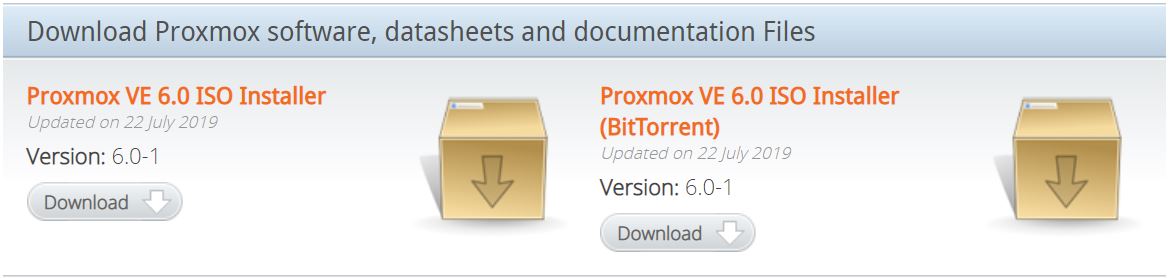 Download Proxmox software, datasheets and documentation Files
Proxmox VE 6.0 ISO Installer
Updated on 22 July 2019
Version: 6.0-1
Download
Proxmox VE 6.0 ISO Installer
(BitTorrent)
Updated on 22 July 2019
Version: 6.0-1
Download